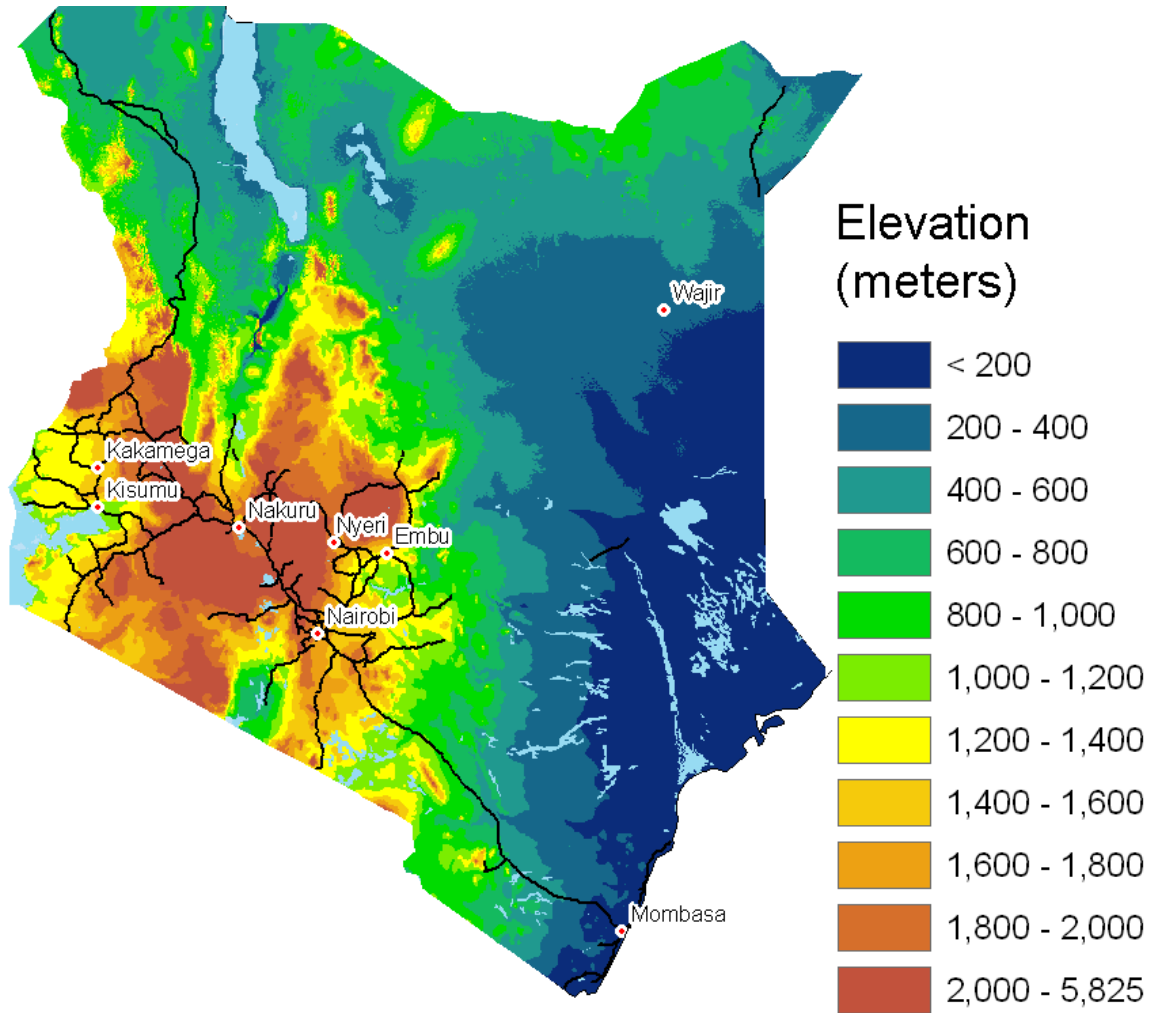 Elevation
(meters)
Wajir
< 200
200 - 400
Kakamega
400 - 600
Kisumu
Nakuru
Nyeri
Embu
600 - 800
800 - 1,000
Nairobi
1,000 - 1,200
1,200 - 1,400
1,400 - 1,600
1,600 - 1,800
Mombasa
1,800 - 2,000
2,000 - 5,825